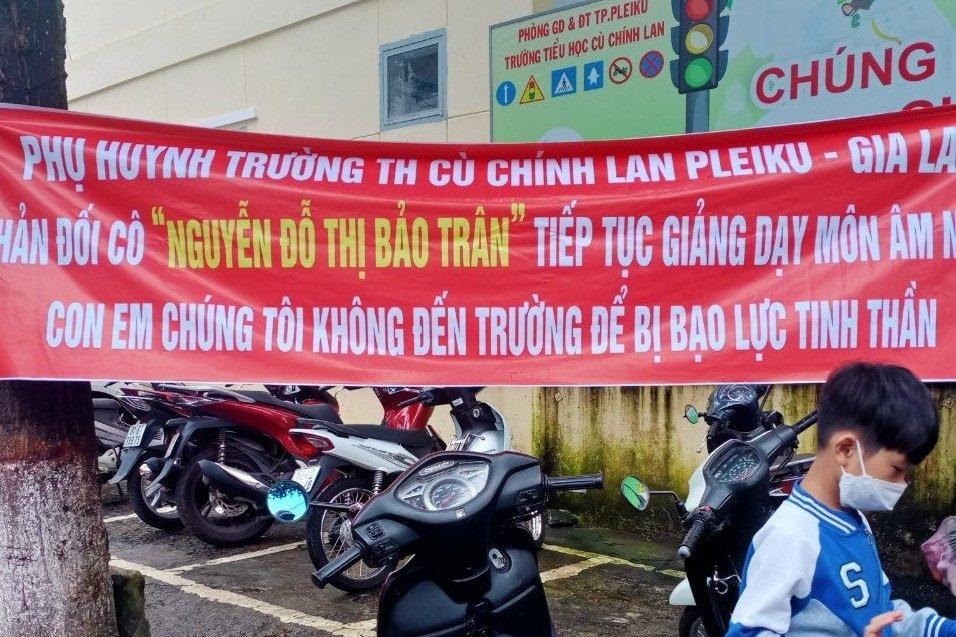 PHÒNG GD & ĐT TP.PLEIKU
TRƯỜNG TIỂU HỌC CÙ CHÍNH LAN
CHÚNG
PHỤ HUYNH TRƯỜNG TH CÙ CHÍNH LAN PLEIKU - GIA LA
HẢN ĐỐI CÔ "NGUYỄN ĐỖ THỊ BẢO TRÂN" TIẾP TỤC GIẢNG DẠY MÔN ÂM N
CON EM CHÚNG TÔI KHÔNG ĐẾN TRƯỜNG ĐỂ BỊ BẠO LỰC TINH THẦN
S